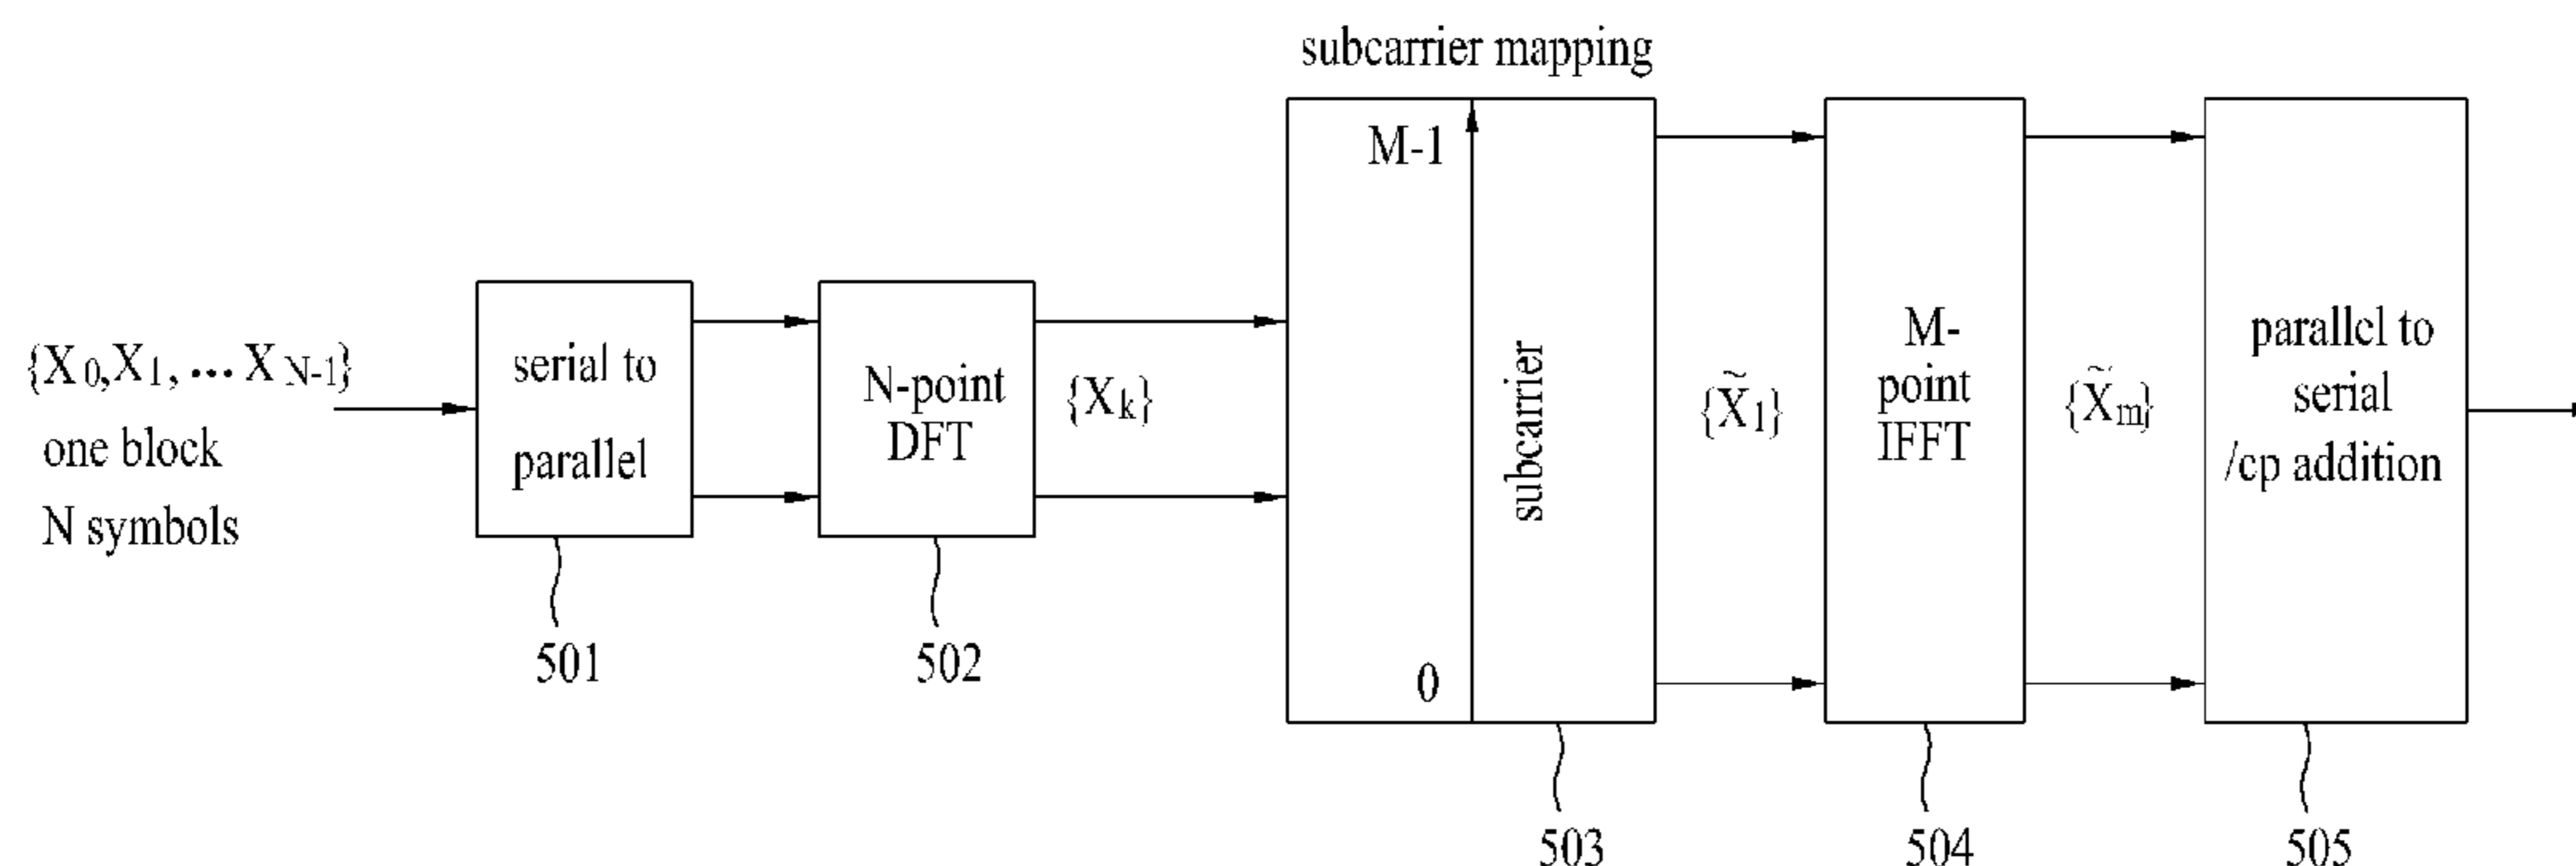 subcarrier mapping
{X0,X1, ... XN-1}
one block
N symbols
serial to
parallel
501
N-point
DFT
502
{Xk}
M-1
0
subcarrier
503
{X̃1}
M-
point
IFFT
504
{X̃m}
parallel to
serial
/cp addition
505